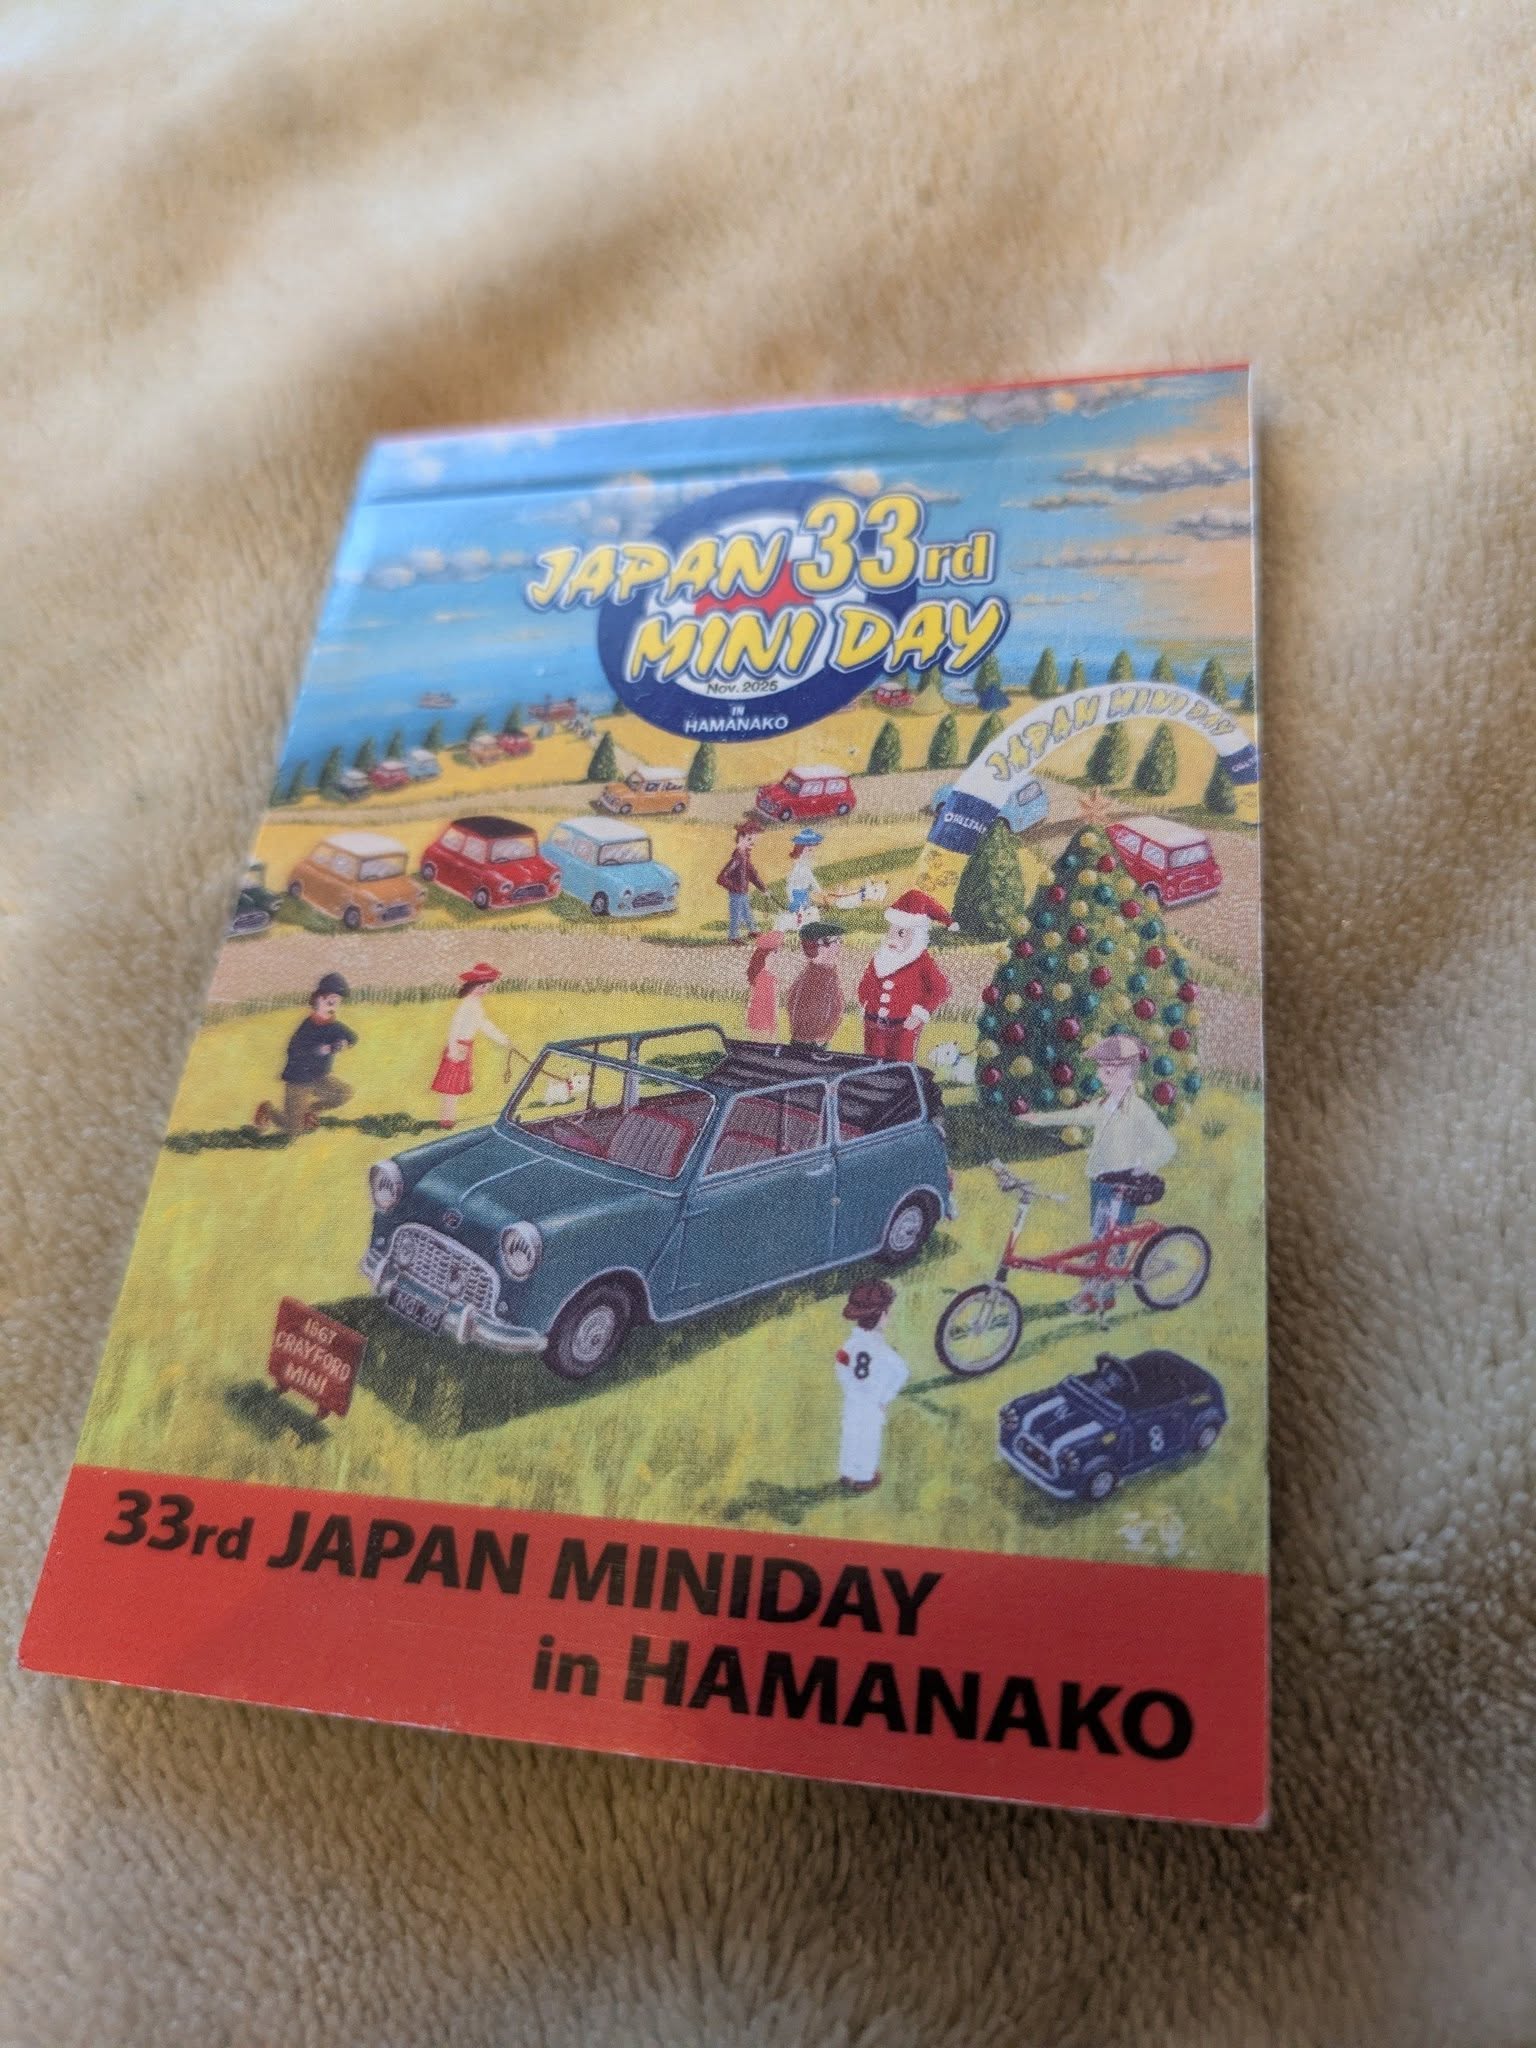 JAPAN 33rd
MINI DAY
Nov. 2025
IN
HAMANAKO
JAPAN MINI DAY
1967
CRAYFORD
MINI
8
8
33rd JAPAN MINIDAY
in HAMANAKO